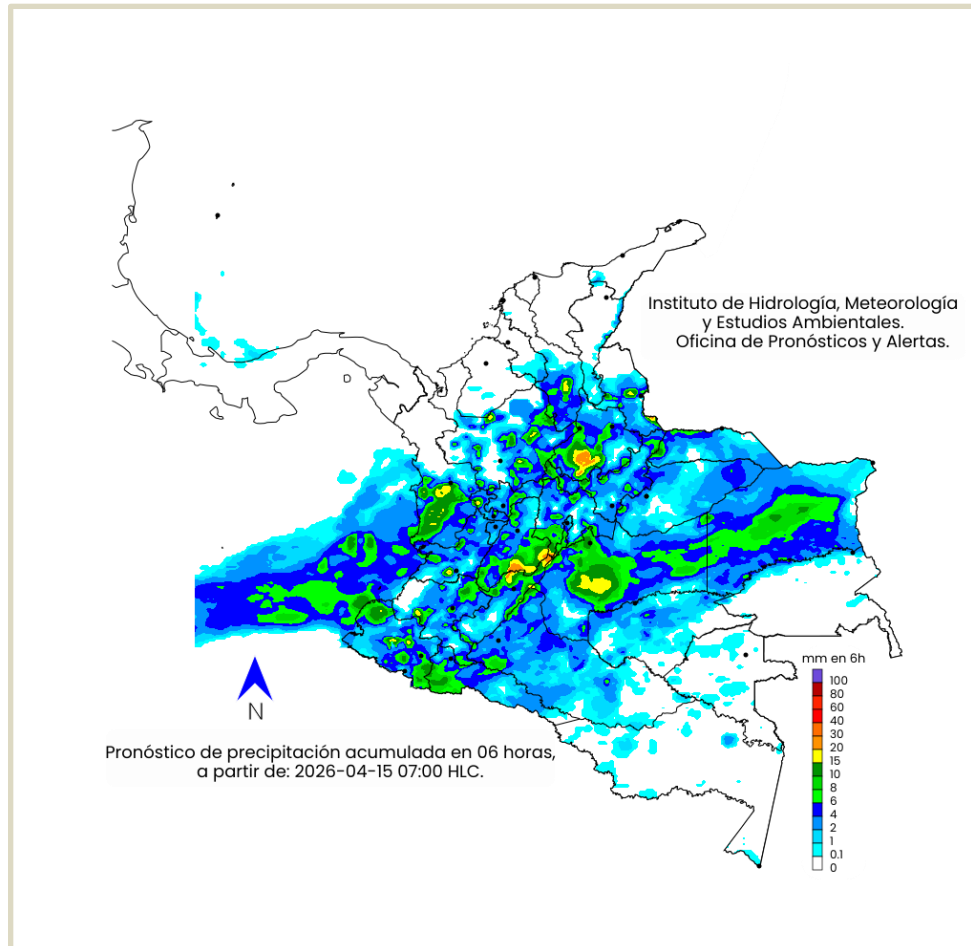 Instituto de Hidrología, Meteorología
y Estudios Ambientales.
Oficina de Pronósticos y Alertas.
mm en 6h
100
80
60
40
30
20
15
10
8
6
4
2
1
0.1
0
N
Pronóstico de precipitación acumulada en 06 horas,
a partir de: 2026-04-15 07:00 HLC.